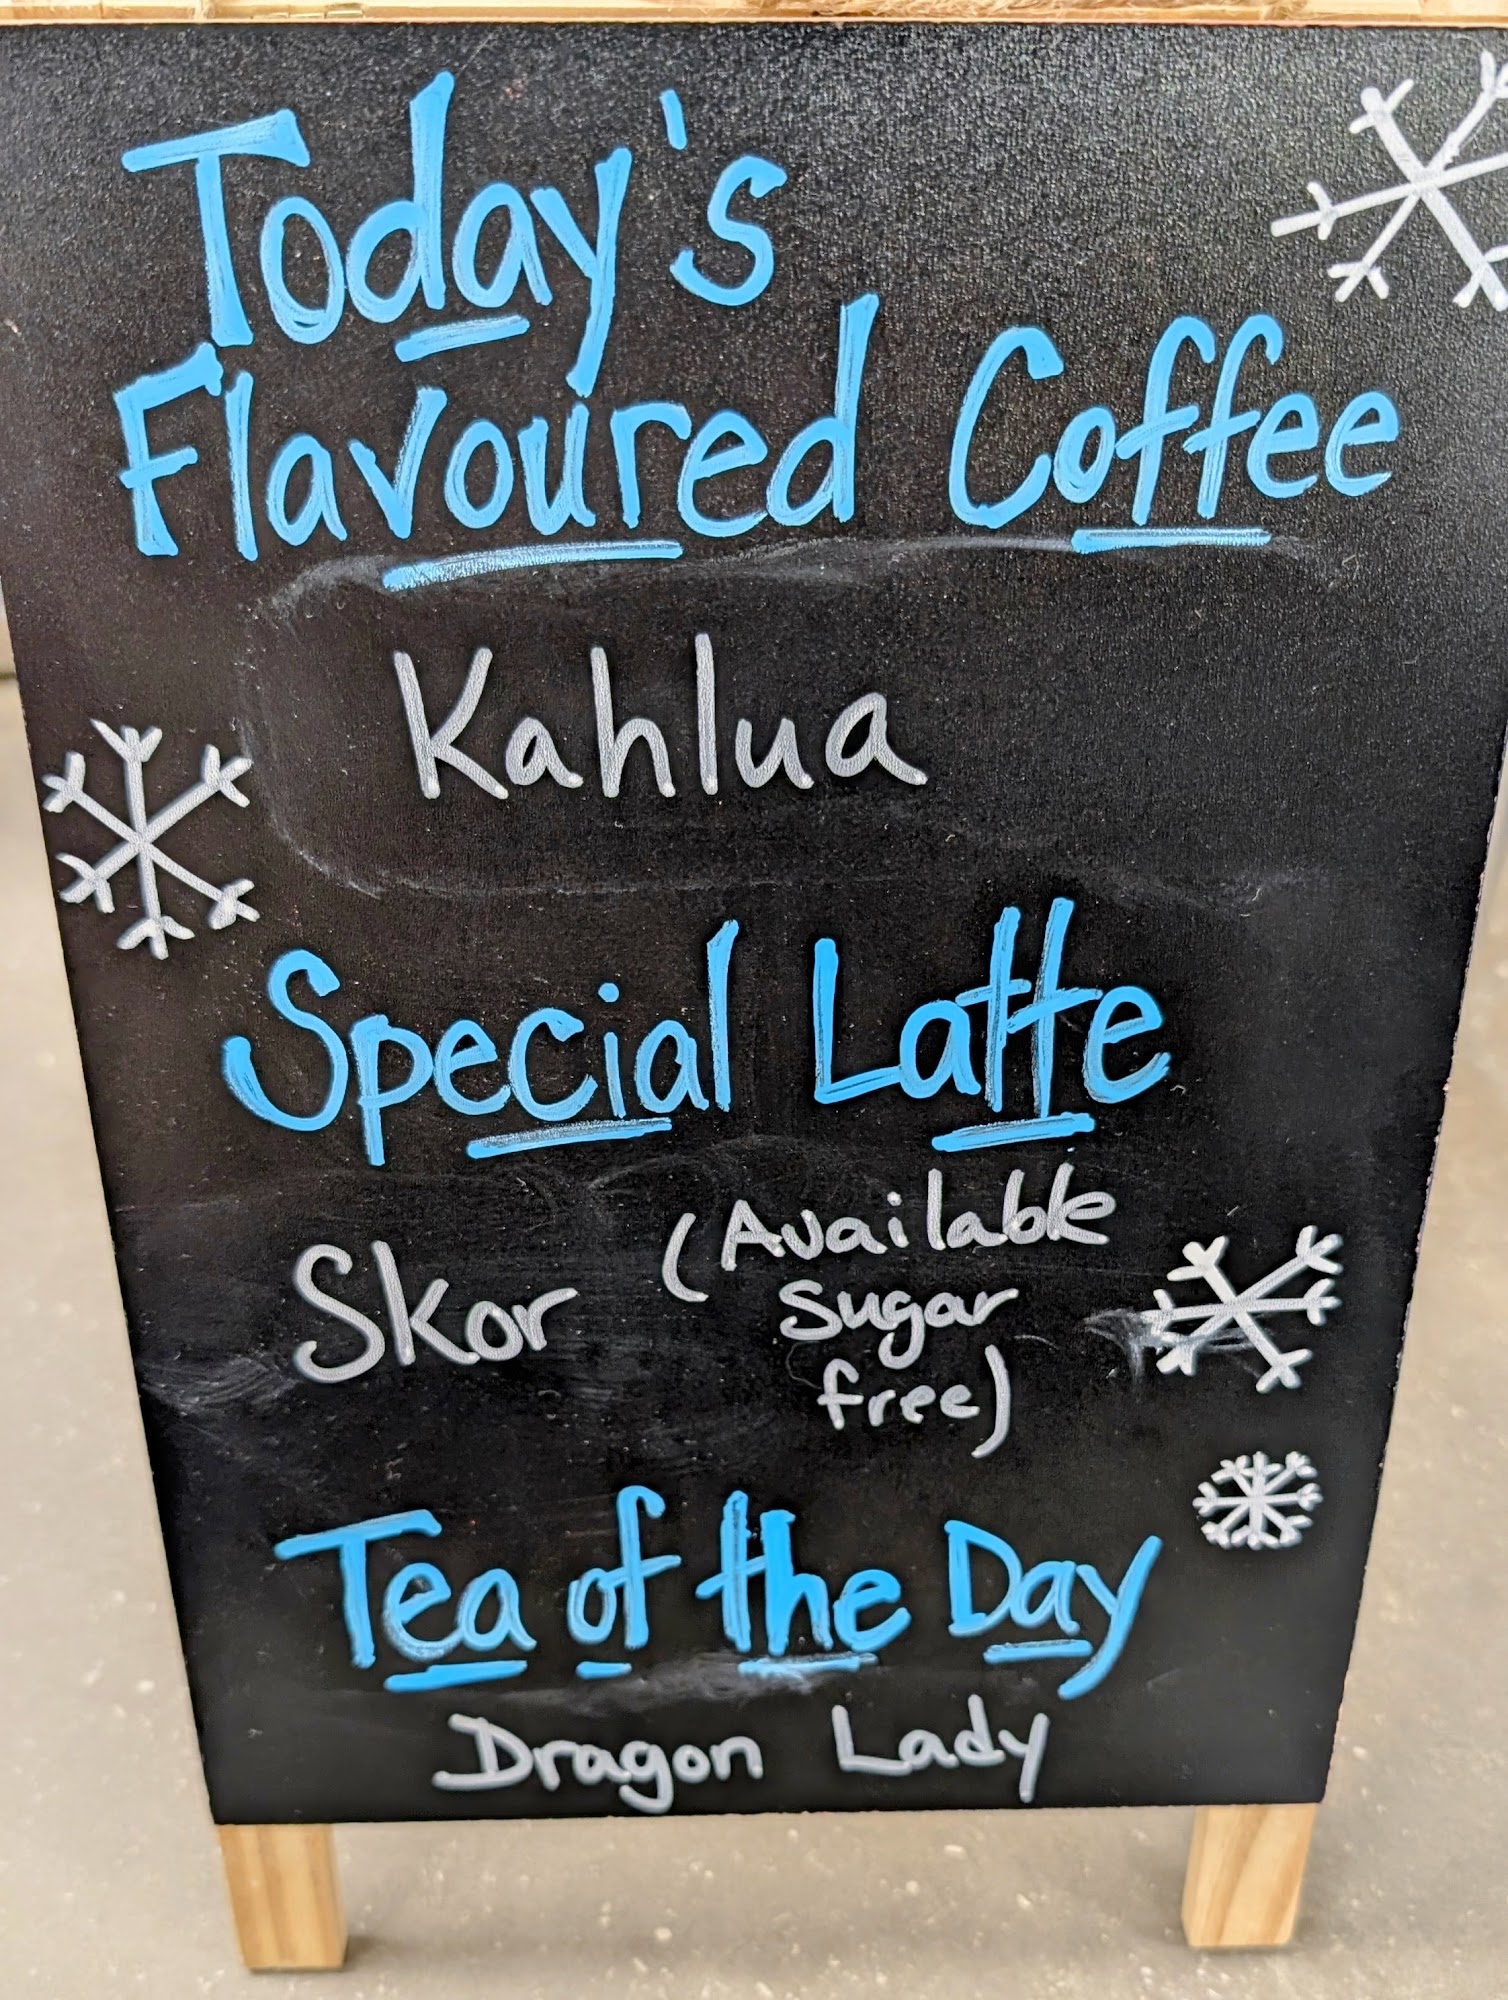 Today's
Flavoured Coffee
Kahlua
Special Latte
Skor (Available
Sugar
free)
Tea of the Day
Dragon Lady